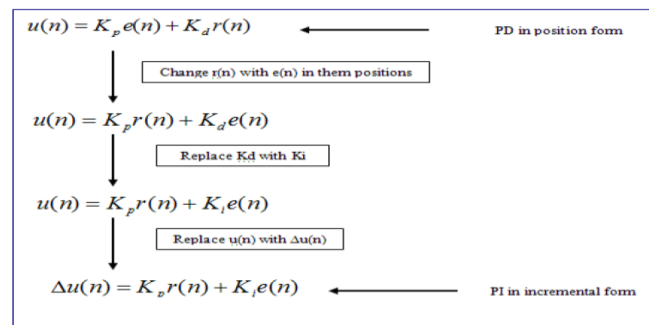 u(n) = K_p e(n) + K_d r(n)
PD in position form
Change r(n) with e(n) in them positions
u(n) = K_p r(n) + K_d e(n)
Replace Kd with Ki
u(n) = K_p r(n) + K_i e(n)
Replace u(n) with Δu(n)
Δu(n) = K_p r(n) + K_i e(n)
PI in incremental form